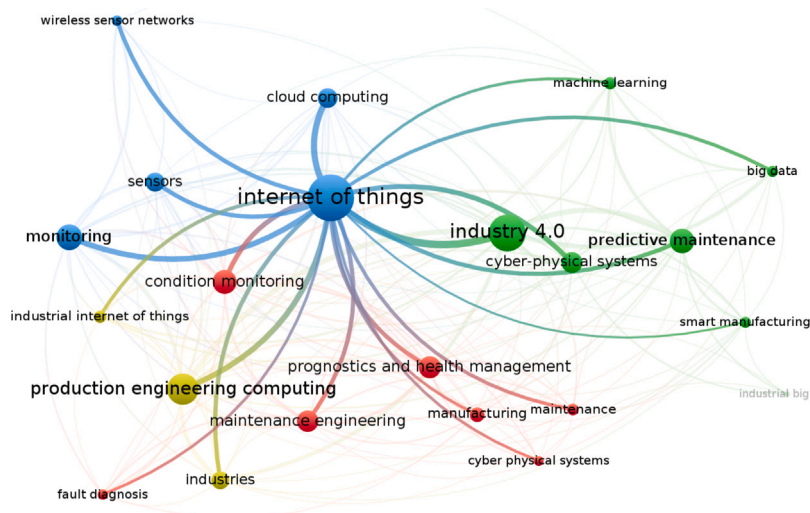 wireless sensor networks
machine learning
cloud computing
big data
sensors
internet of things
industry 4.0
monitoring
predictive maintenance
cyber-physical systems
condition monitoring
industrial internet of things
smart manufacturing
prognostics and health management
production engineering computing
industrial big
manufacturing
maintenance
maintenance engineering
cyber physical systems
industries
fault diagnosis